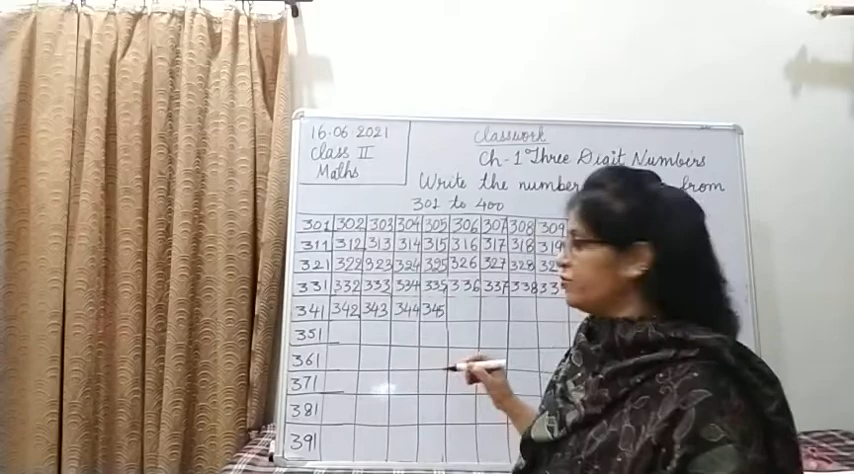 16.06.2021
Class II
Maths
Classwork
Ch-1 Three Digit Numbers
Write the from
301 to 400
301 302 303 304 305 306 307 308 309
311 312 313 314 315 316 317 318 319
321 322 323 324 325 326 327 328
331 332 333 334 335 336 337 338
341 342 343 344 345
351
361
371
381
391